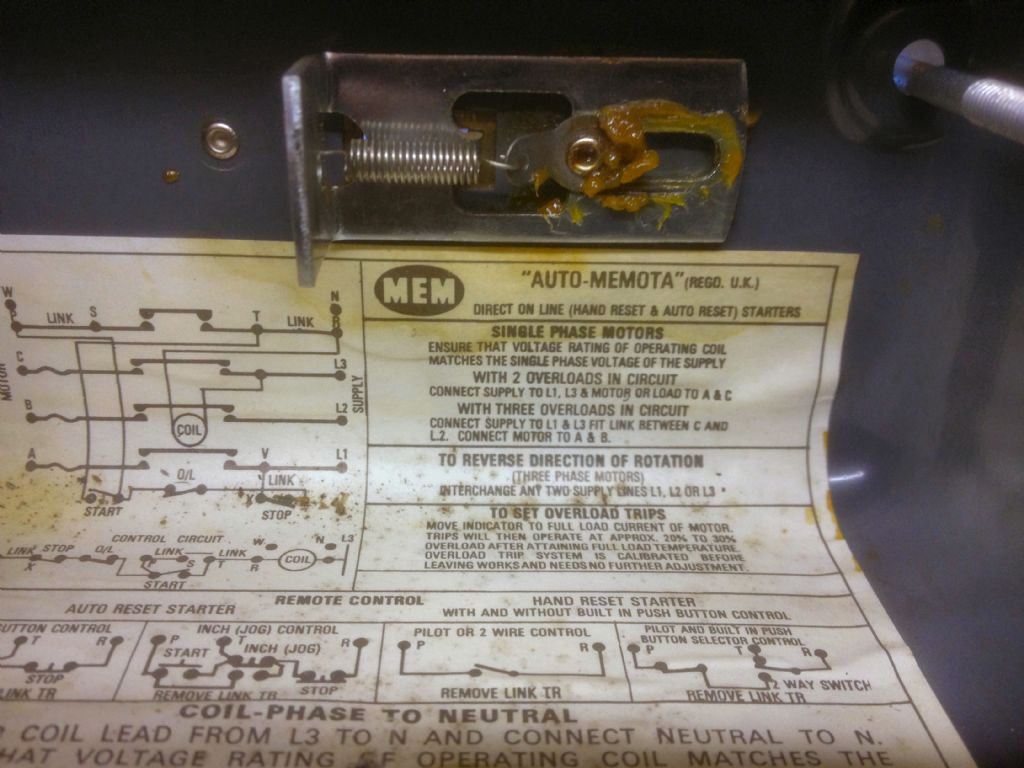 MEM
"AUTO-MEMOTA" (REGD. U.K.)
DIRECT ON LINE (HAND RESET & AUTO RESET) STARTERS
SINGLE PHASE MOTORS
ENSURE THAT VOLTAGE RATING OF OPERATING COIL
MATCHES THE SINGLE PHASE VOLTAGE OF THE SUPPLY
WITH 2 OVERLOADS IN CIRCUIT
CONNECT SUPPLY TO L1, L3 & MOTOR OR LOAD TO A & C
WITH THREE OVERLOADS IN CIRCUIT
CONNECT SUPPLY TO L1 & L3 FIT LINK BETWEEN C AND
L.2. CONNECT MOTOR TO A & B.
TO REVERSE DIRECTION OF ROTATION
(THREE PHASE MOTORS)
INTERCHANGE ANY TWO SUPPLY LINES L1, L2 OR L3
TO SET OVERLOAD TRIPS
MOVE INDICATOR TO FULL LOAD CURRENT OF MOTOR.
TRIPS WILL THEN OPERATE AT APPROX. 20% TO 30%
OVERLOAD AFTER ATTAINING FULL LOAD TEMPERATURE.
OVERLOAD TRIP SYSTEM IS CALIBRATED BEFORE
LEAVING WORKS AND NEEDS NO FURTHER ADJUSTMENT.
W N
P LINK S T LINK R
C L3
MOTOR SUPPLY
B COIL L2
A V L1
O/L LINK
START X STOP
CONTROL CIRCUIT
LINK STOP O/L LINK LINK W N L3
X P S T R COIL
START
REMOTE CONTROL
AUTO RESET STARTER
HAND RESET STARTER
WITH AND WITHOUT BUILT IN PUSH BUTTON CONTROL
BUTTON CONTROL
T R
STOP
LINK TR
INCH (JOG) CONTROL
P T R
START INCH (JOG)
STOP
REMOVE LINK TR
PILOT OR 2 WIRE CONTROL
P R
REMOVE LINK TR
PILOT AND BUILT IN PUSH
BUTTON SELECTOR CONTROL
P T R
2 WAY SWITCH
REMOVE LINK TR
COIL-PHASE TO NEUTRAL
COIL LEAD FROM L3 TO N AND CONNECT NEUTRAL TO N.
THAT VOLTAGE RATING OF OPERATING COIL MATCHES THE